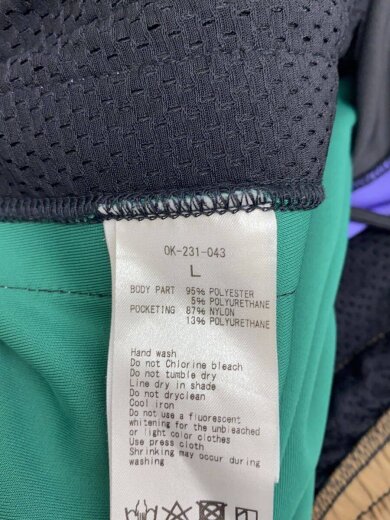 OK-231-043
L
BODY PART 95% POLYESTER
5% POLYURETHANE
POCKETING 87% NYLON
13% POLYURETHANE
Hand wash
Do not Chlorine bleach
Do not tumble dry
Line dry in shade
Do not dryclean
Cool iron
Do not use a fluorescent
whitening for the unbleached
or light color clothes
Use press cloth
Shrinking may occur during
washing